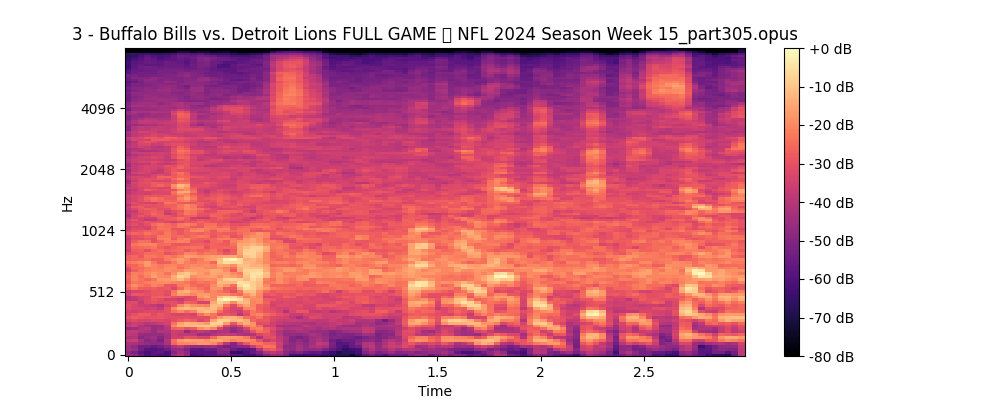 3 - Buffalo Bills vs. Detroit Lions FULL GAME ▯ NFL 2024 Season Week 15_part305.opus
Hz
4096
2048
1024
512
0
0 0.5 1 1.5 2 2.5
Time
+0 dB
-10 dB
-20 dB
-30 dB
-40 dB
-50 dB
-60 dB
-70 dB
-80 dB